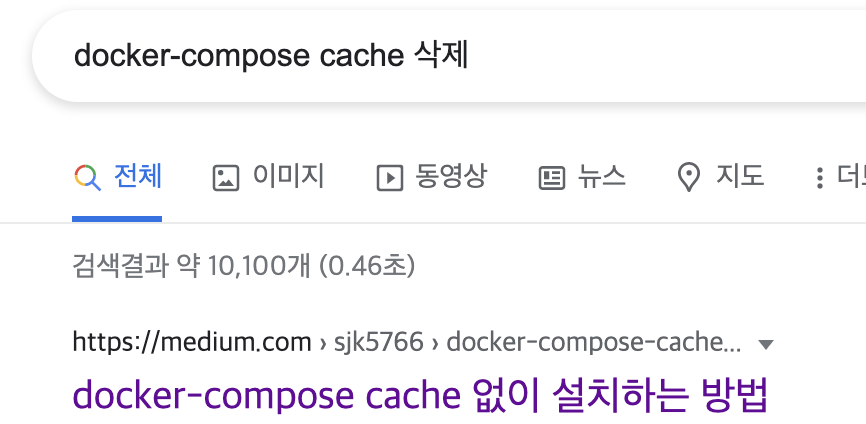 docker-compose cache 삭제
전체 이미지 동영상 뉴스 지도
검색결과 약 10,100개 (0.46초)
https://medium.com › sjk5766 › docker-compose-cache...
docker-compose cache 없이 설치하는 방법